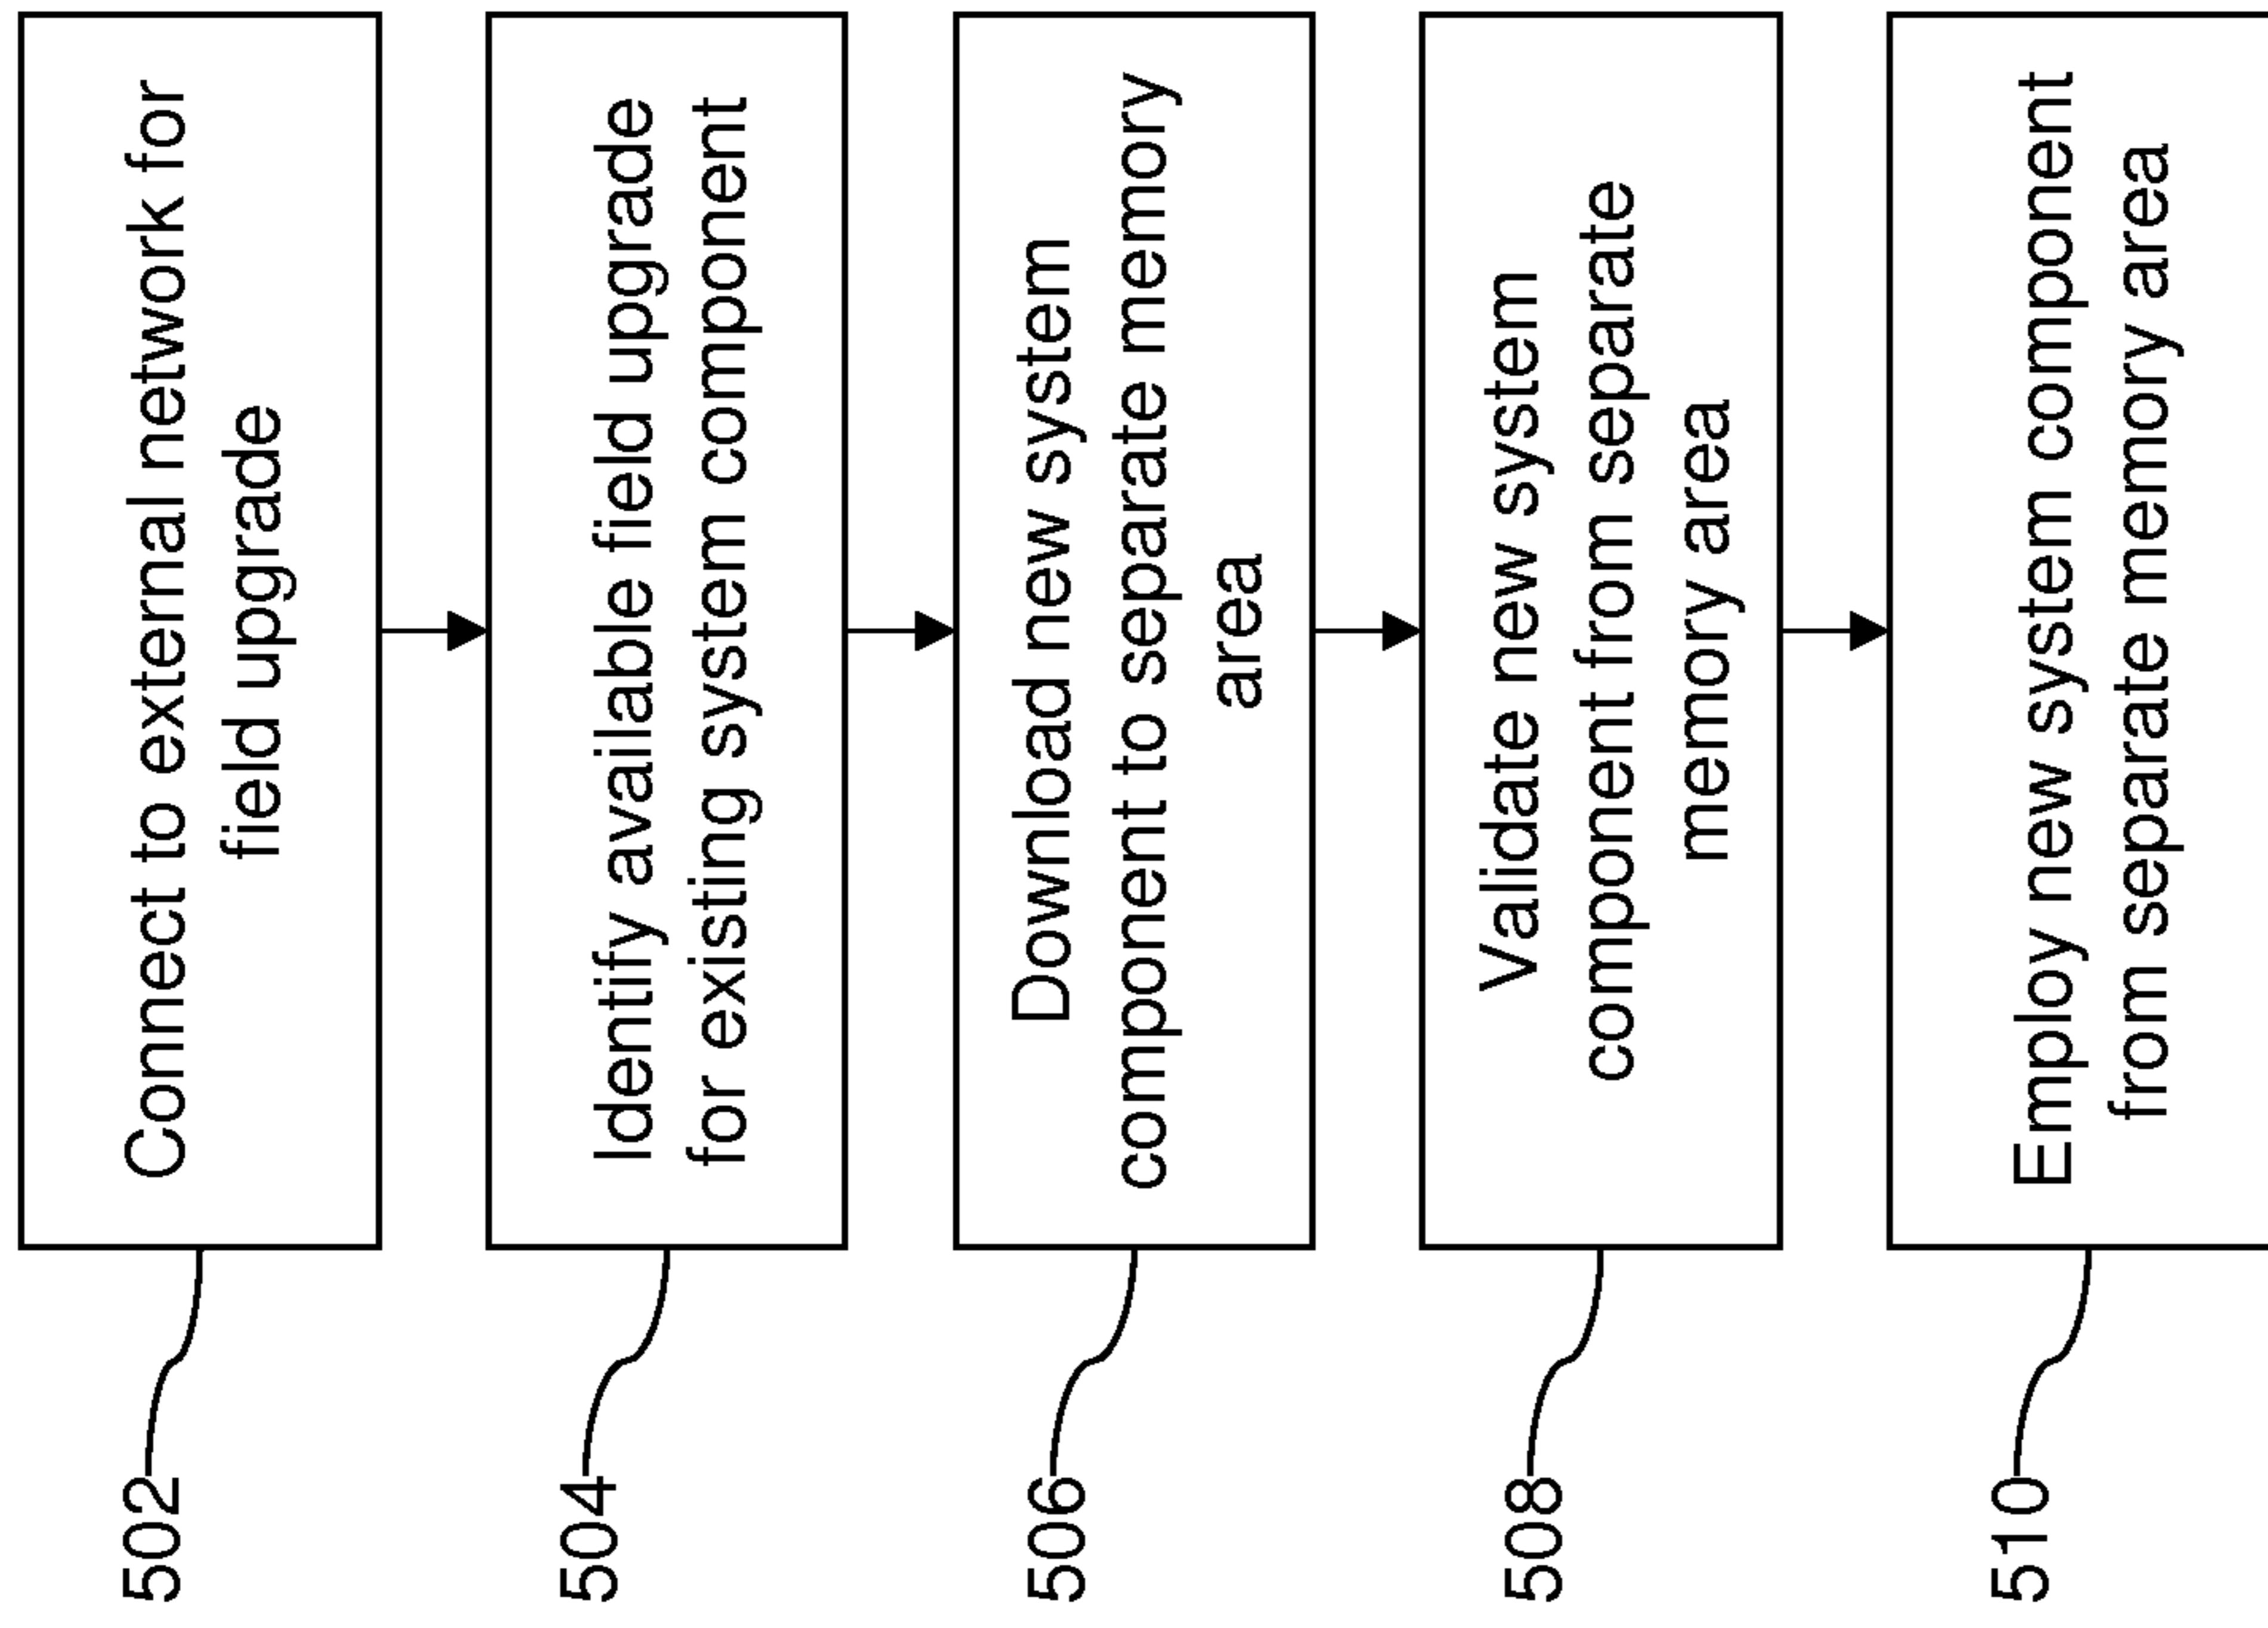 502
Connect to external network for
field upgrade
504
Identify available field upgrade
for existing system component
506
Download new system
component to separate memory
area
508
Validate new system
component from separate
memory area
510
Employ new system component
from separate memory area